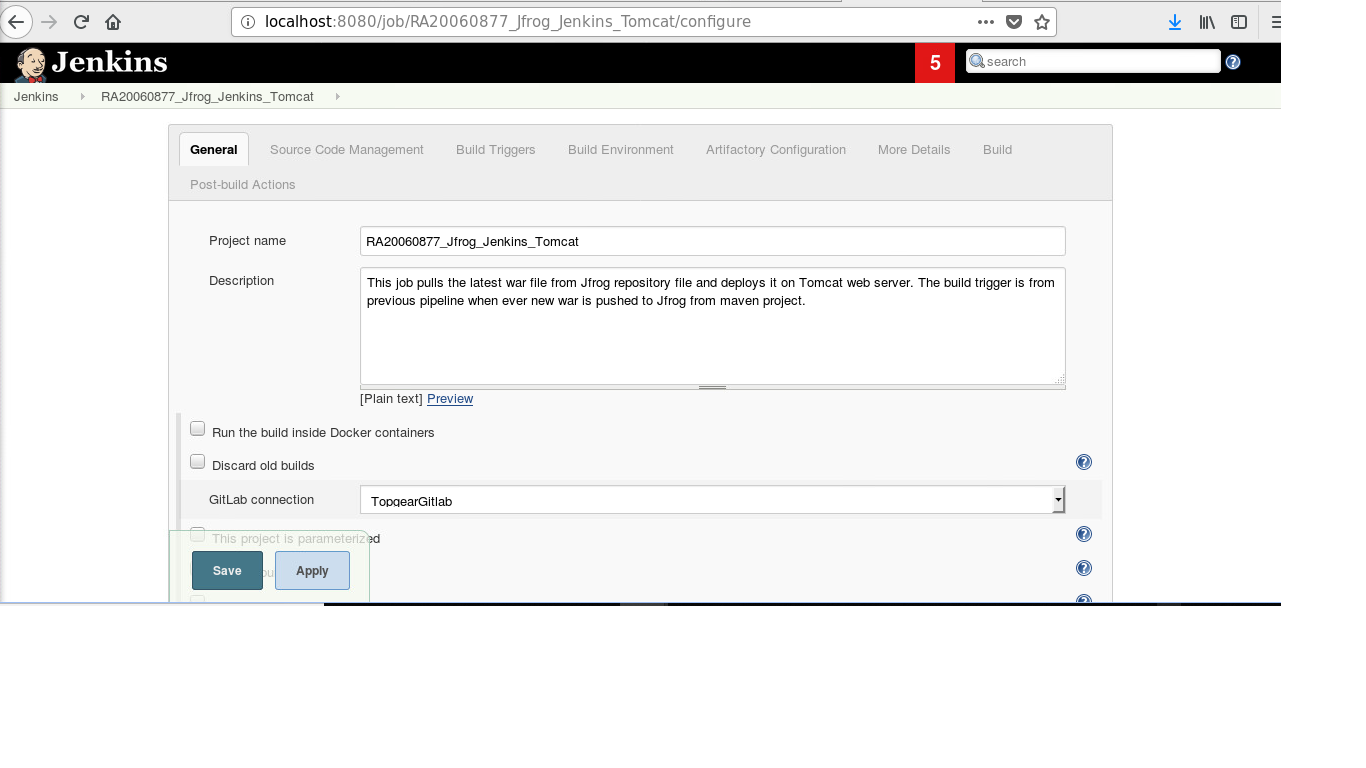 localhost:8080/job/RA20060877_Jfrog_Jenkins_Tomcat/configure
Jenkins
5
search
Jenkins
RA20060877_Jfrog_Jenkins_Tomcat
General
Source Code Management
Build Triggers
Build Environment
Artifactory Configuration
More Details
Build
Post-build Actions
Project name
RA20060877_Jfrog_Jenkins_Tomcat
Description
This job pulls the latest war file from Jfrog repository file and deploys it on Tomcat web server. The build trigger is from
previous pipeline when ever new war is pushed to Jfrog from maven project.
[Plain text] Preview
Run the build inside Docker containers
Discard old builds
GitLab connection
TopgearGitlab
This project is parameterized
Save
Apply